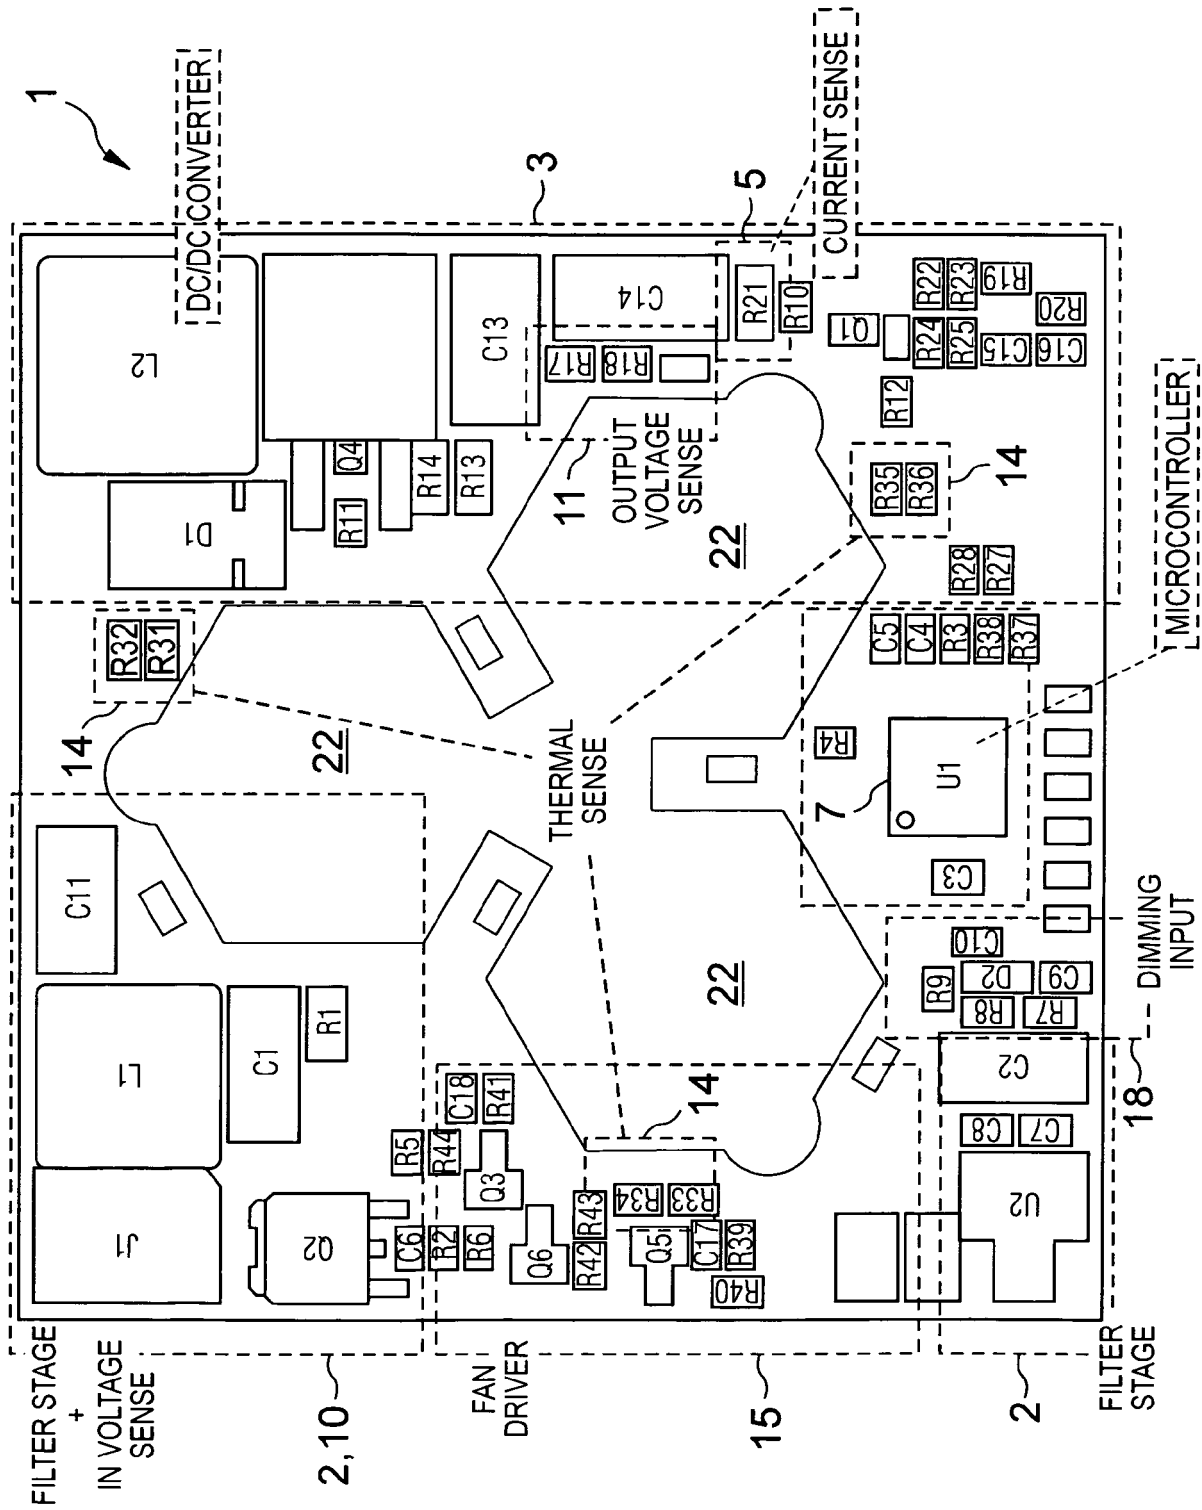 1
DC/DC CONVERTER
3
5
CURRENT SENSE
L2
C13
C14
R21
R10
R17
R18
D1
Q4
R11
R14
R13
11
OUTPUT
VOLTAGE
SENSE
Q1
R22
R23
R19
R20
R24
R25
C15
C16
R12
R35
R36
14
R28
R27
MICROCONTROLLER
22
R32
R31
14
22
THERMAL
SENSE
C5
C4
R3
R38
R37
R4
7
U1
C3
C11
L1
C1
R1
22
DIMMING
INPUT
18
C10
R9
D2
C9
R8
R7
C2
C8
C7
U2
J1
Q2
R5
R44
C18
R41
Q3
C6
R2
R6
Q6
R43
R42
R34
R33
14
Q5
C17
R39
R40
FILTER STAGE
+
IN VOLTAGE
SENSE
2,10
FAN
DRIVER
15
2
FILTER
STAGE